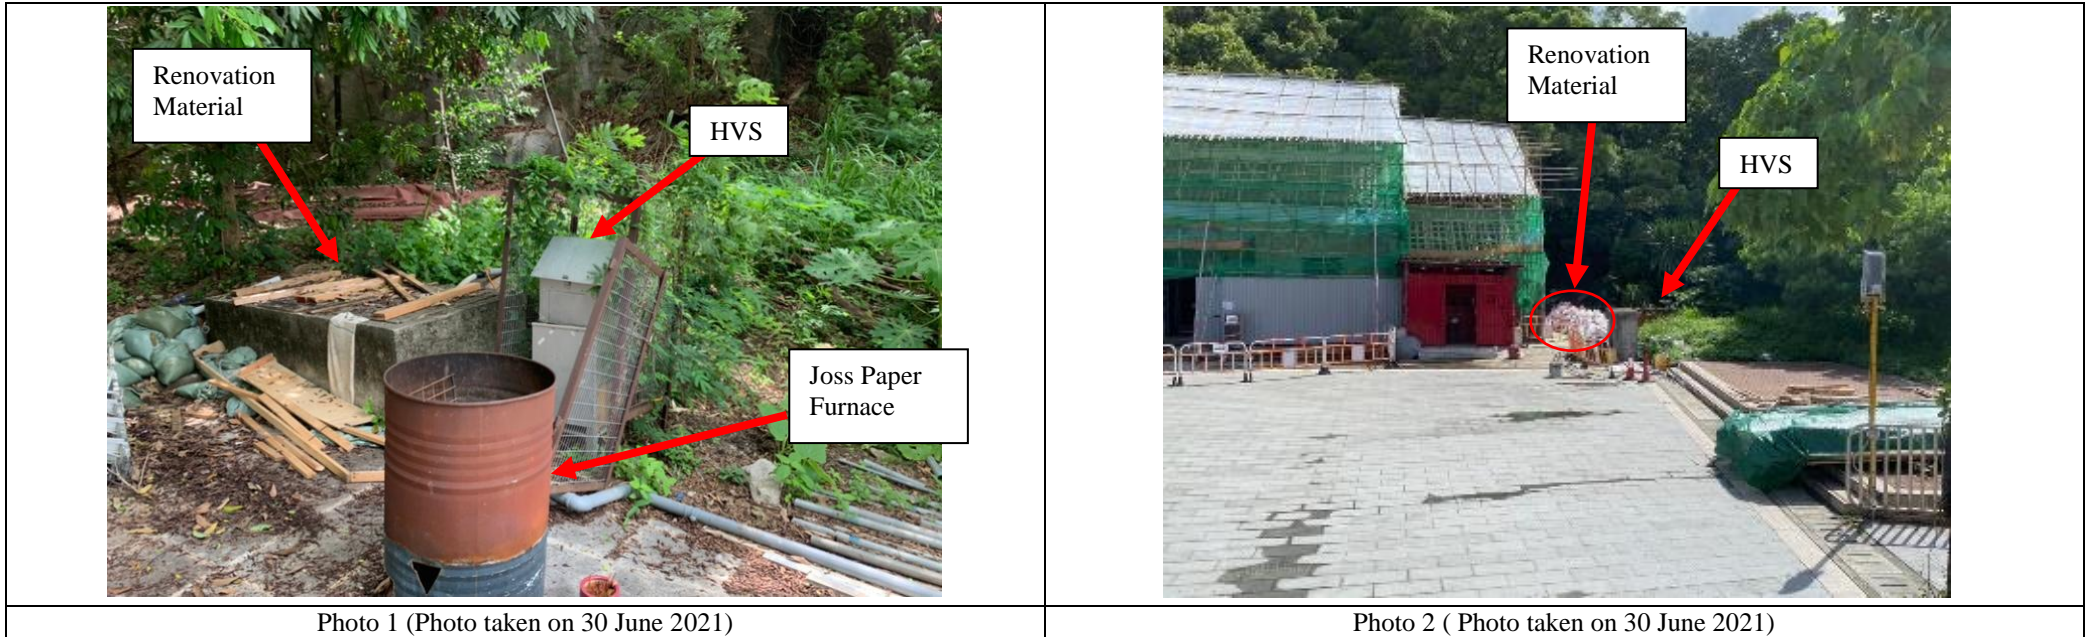 Renovation
Material
HVS
Joss Paper
Furnace
Renovation
Material
HVS
Photo 1 (Photo taken on 30 June 2021)
Photo 2 ( Photo taken on 30 June 2021)